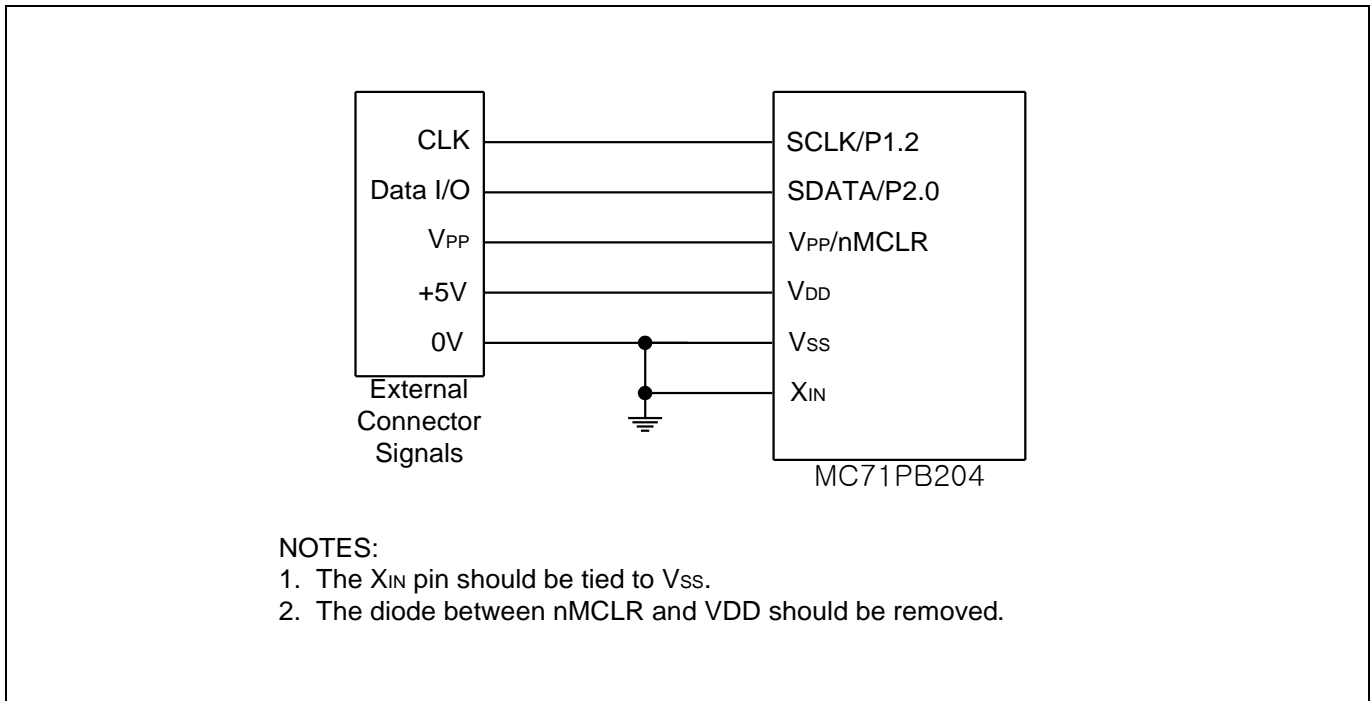 CLK
Data I/O
VPP
+5V
0V
External
Connector
Signals
SCLK/P1.2
SDATA/P2.0
VPP/nMCLR
VDD
VSS
XIN
MC71PB204
NOTES:
1. The XIN pin should be tied to Vss.
2. The diode between nMCLR and VDD should be removed.